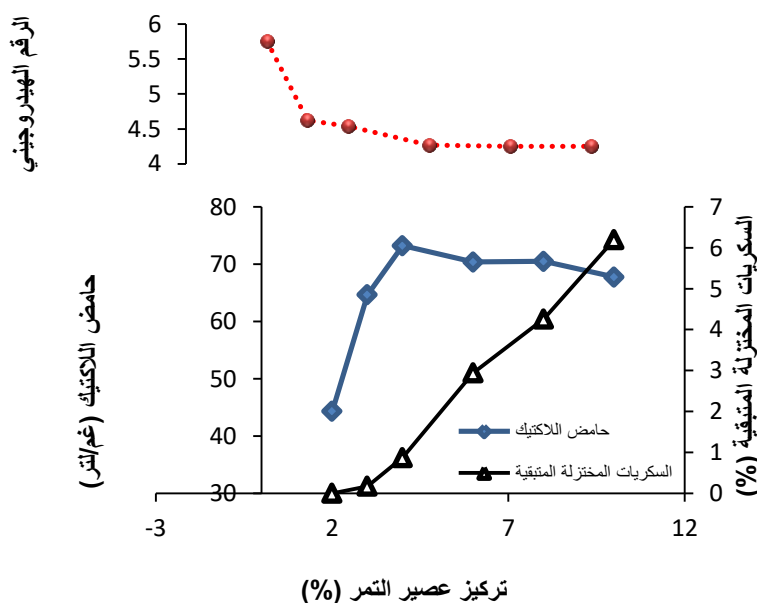 الرقم الهيدروجيني
6
5.5
5
4.5
4
حامض اللاكتيك (غم/لتر)
80
70
60
50
40
30
السكريات المختزلة المتبقية (%)
7
6
5
4
3
2
1
0
حامض اللاكتيك
السكريات المختزلة المتبقية
-3 2 7 12
تركيز عصير التمر (%)